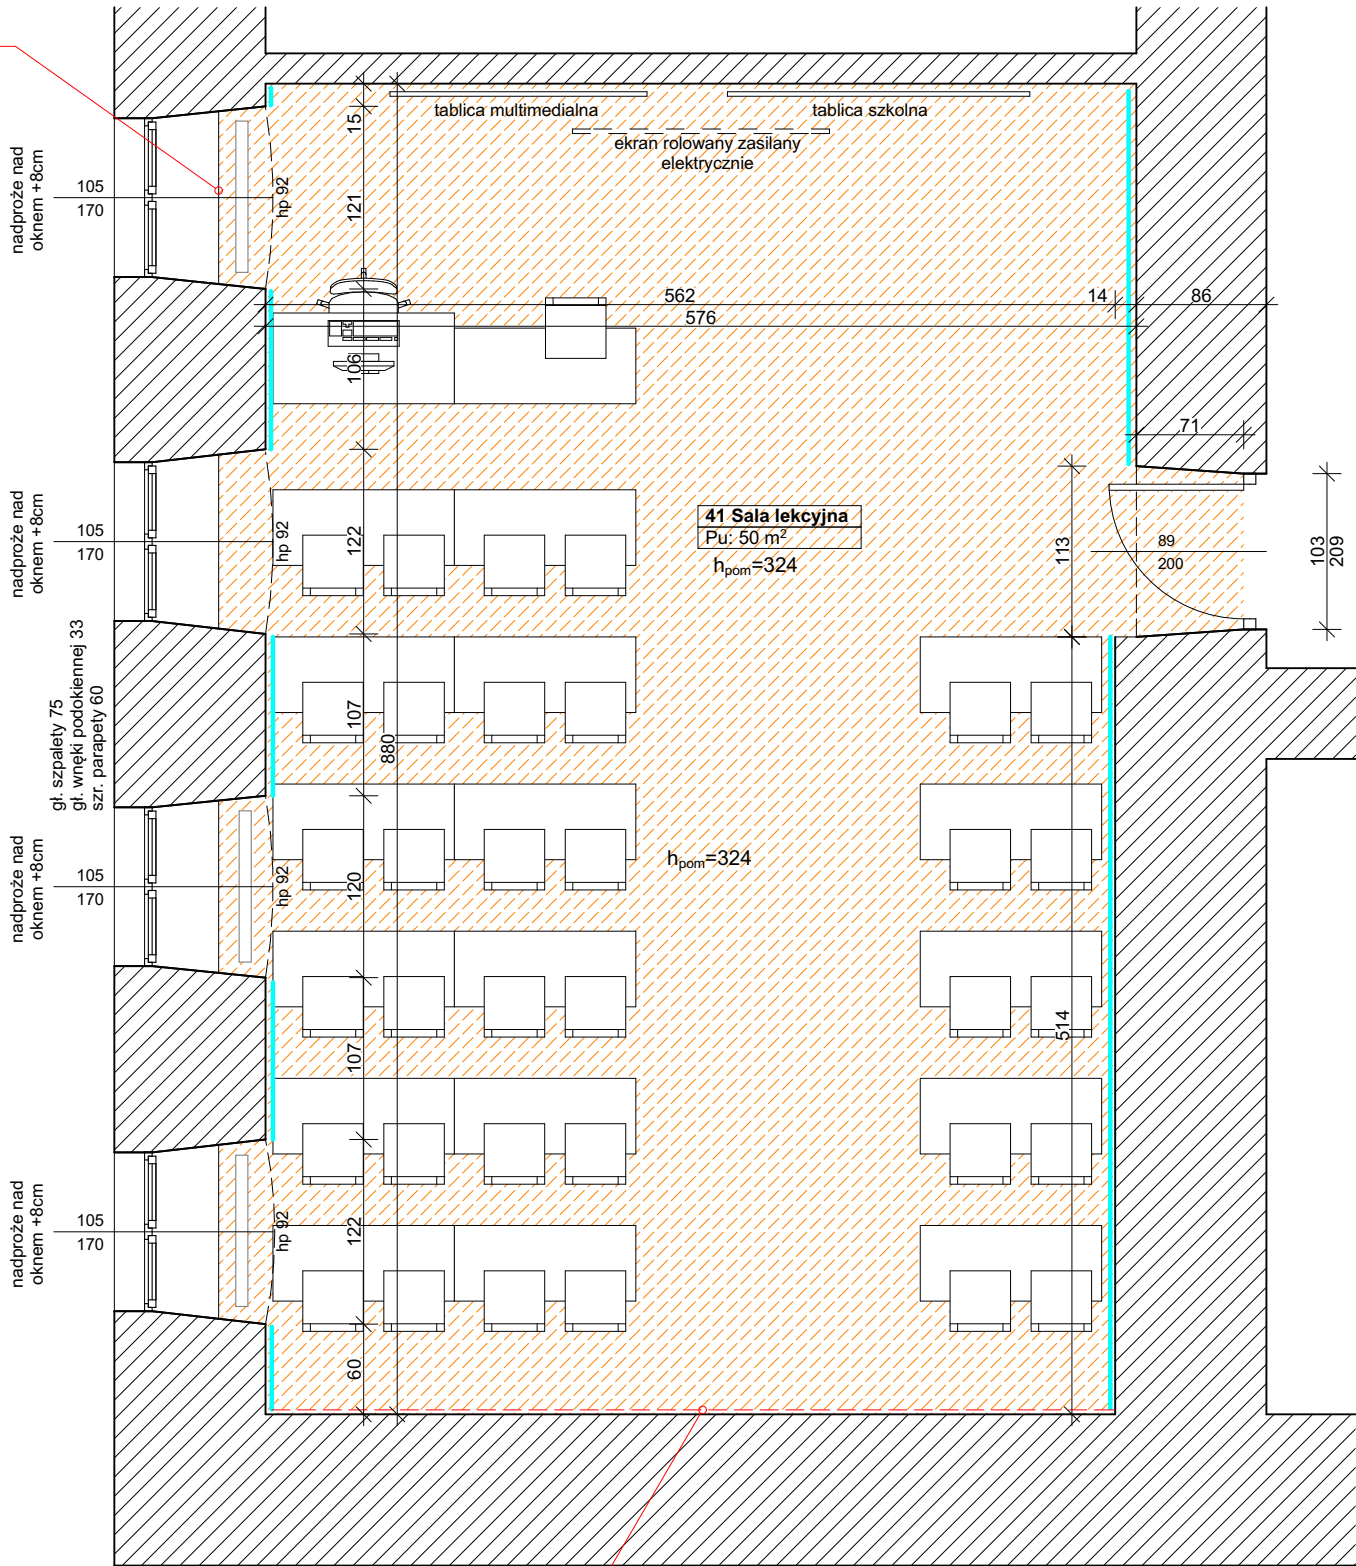 tablica multimedialna
tablica szkolna
ekran rolowany zasilany
elektrycznie
15
121
nadproże nad
oknem +8cm
105
170
hp 92
562
14
86
576
106
71
nadproże nad
oknem +8cm
105
170
hp 92
122
41 Sala lekcyjna
Pu: 50 m²
hpom=324
113
89
200
103
209
gł. szpalety 75
gł. wnęki podokiennej 33
szr. parapety 60
107
880
nadproże nad
oknem +8cm
105
170
hp 92
120
hpom=324
107
514
nadproże nad
oknem +8cm
105
170
hp 92
122
60